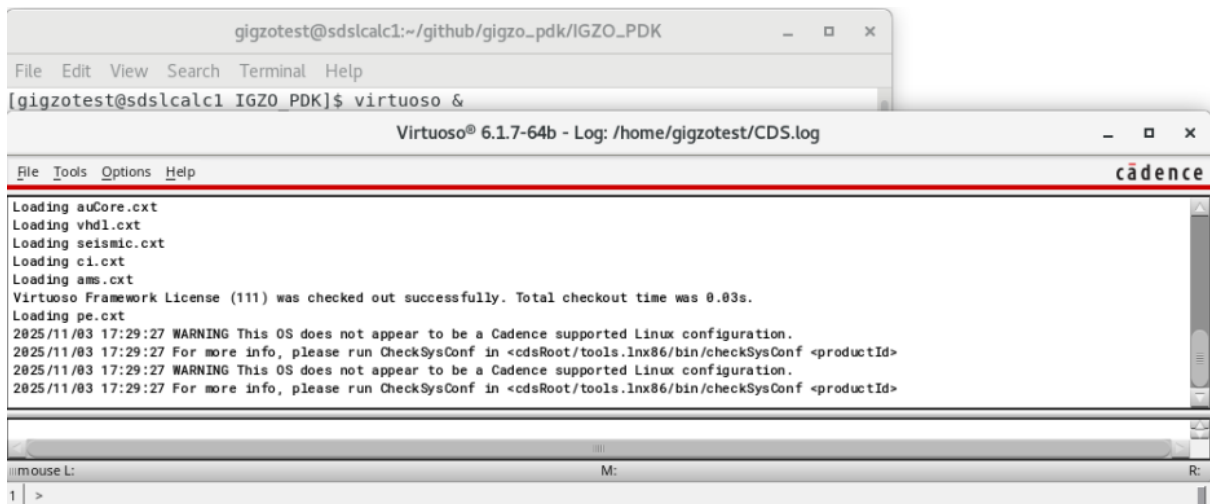 gigzotest@sdslcalc1:~/github/gigzo_pdk/IGZO_PDK
File Edit View Search Terminal Help
[gigzotest@sdslcalc1 IGZO_PDK]$ virtuoso &
Virtuoso® 6.1.7-64b - Log: /home/gigzotest/CDS.log
File Tools Options Help
cādence
Loading auCore.cxt
Loading vhdl.cxt
Loading seismic.cxt
Loading ci.cxt
Loading ams.cxt
Virtuoso Framework License (111) was checked out successfully. Total checkout time was 0.03s.
Loading pe.cxt
2025/11/03 17:29:27 WARNING This OS does not appear to be a Cadence supported Linux configuration.
2025/11/03 17:29:27 For more info, please run CheckSysConf in <cdsRoot/tools.lnx86/bin/checkSysConf <productId>
2025/11/03 17:29:27 WARNING This OS does not appear to be a Cadence supported Linux configuration.
2025/11/03 17:29:27 For more info, please run CheckSysConf in <cdsRoot/tools.lnx86/bin/checkSysConf <productId>
mouse L: M: R:
1 >